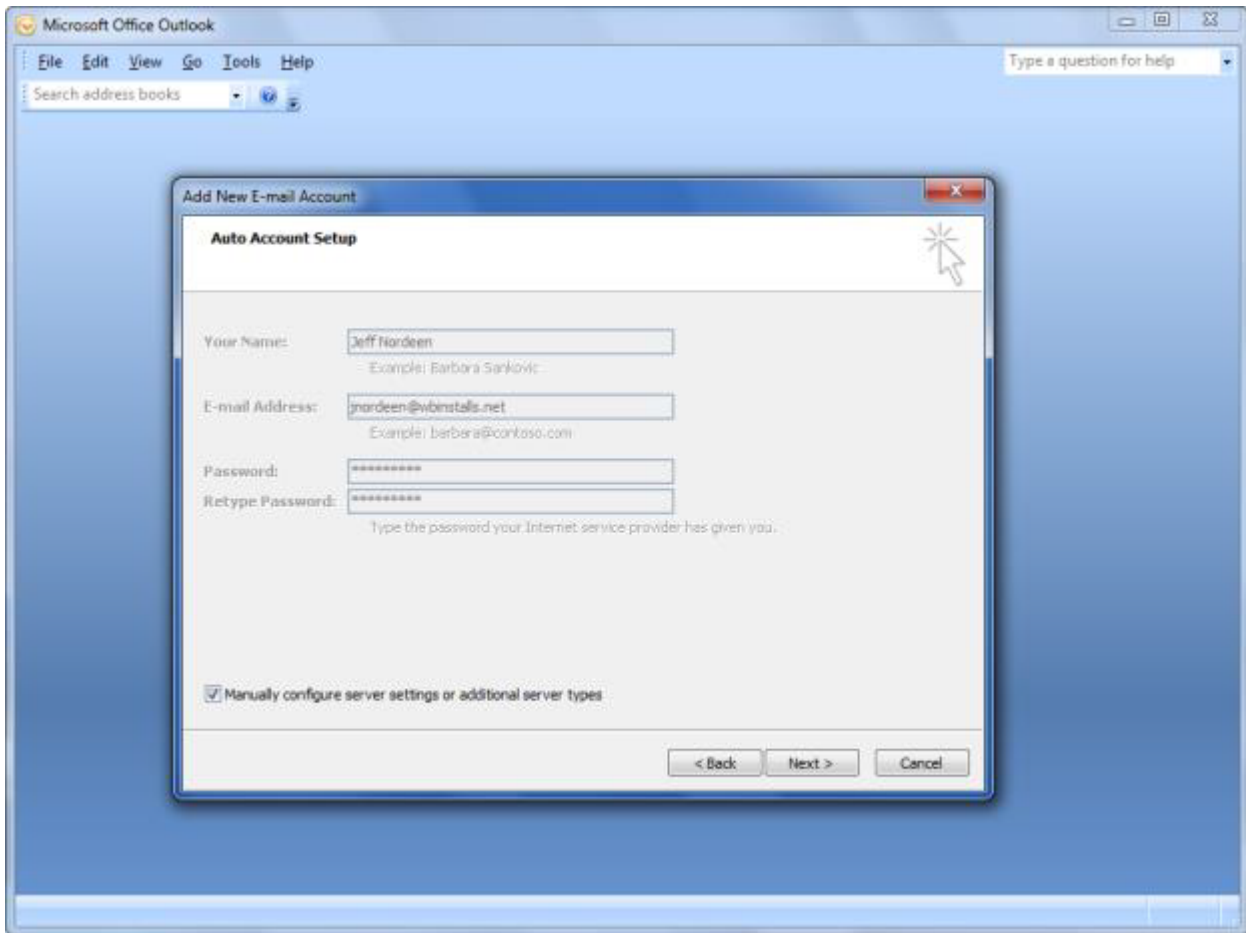 Microsoft Office Outlook
File Edit View Go Tools Help
Type a question for help
Search address books
Add New E-mail Account
Auto Account Setup
Your Name: Jeff Nordeen
Example: Barbara Sankovic
E-mail Address: jnordeen@wbinstalls.net
Example: barbara@contoso.com
Password: *********
Retype Password: *********
Type the password your Internet service provider has given you.
Manually configure server settings or additional server types
< Back Next > Cancel